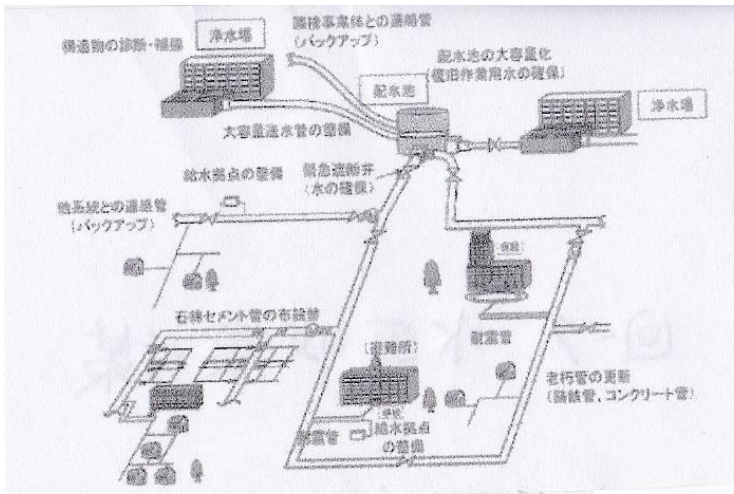 隣接事業体との連絡管
(バックアップ)
構造物の診断・補強
浄水場
配水池の大容量化
(復旧作業用水の確保)
配水池
浄水場
大容量送水管の整備
給水拠点の整備
緊急遮断弁
(水の確保)
他系統との連絡管
(バックアップ)
石綿セメント管の布設替
(避難所)
耐震管
老朽管の更新
(鋳鉄管、コンクリート管)
耐震管
給水拠点
の整備